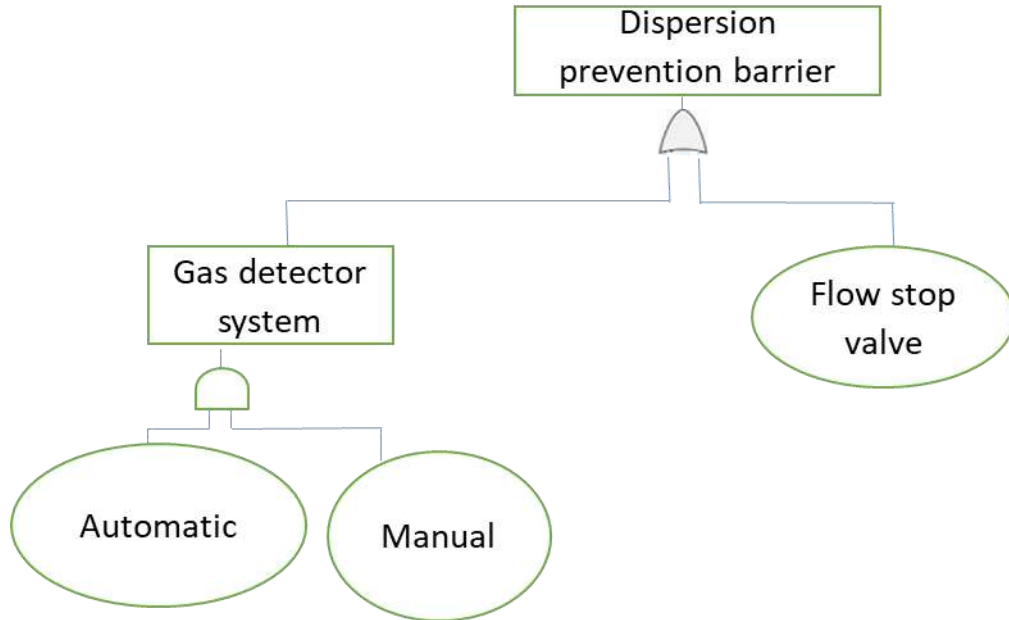 Dispersion
prevention barrier
Gas detector
system
Flow stop
valve
Automatic
Manual